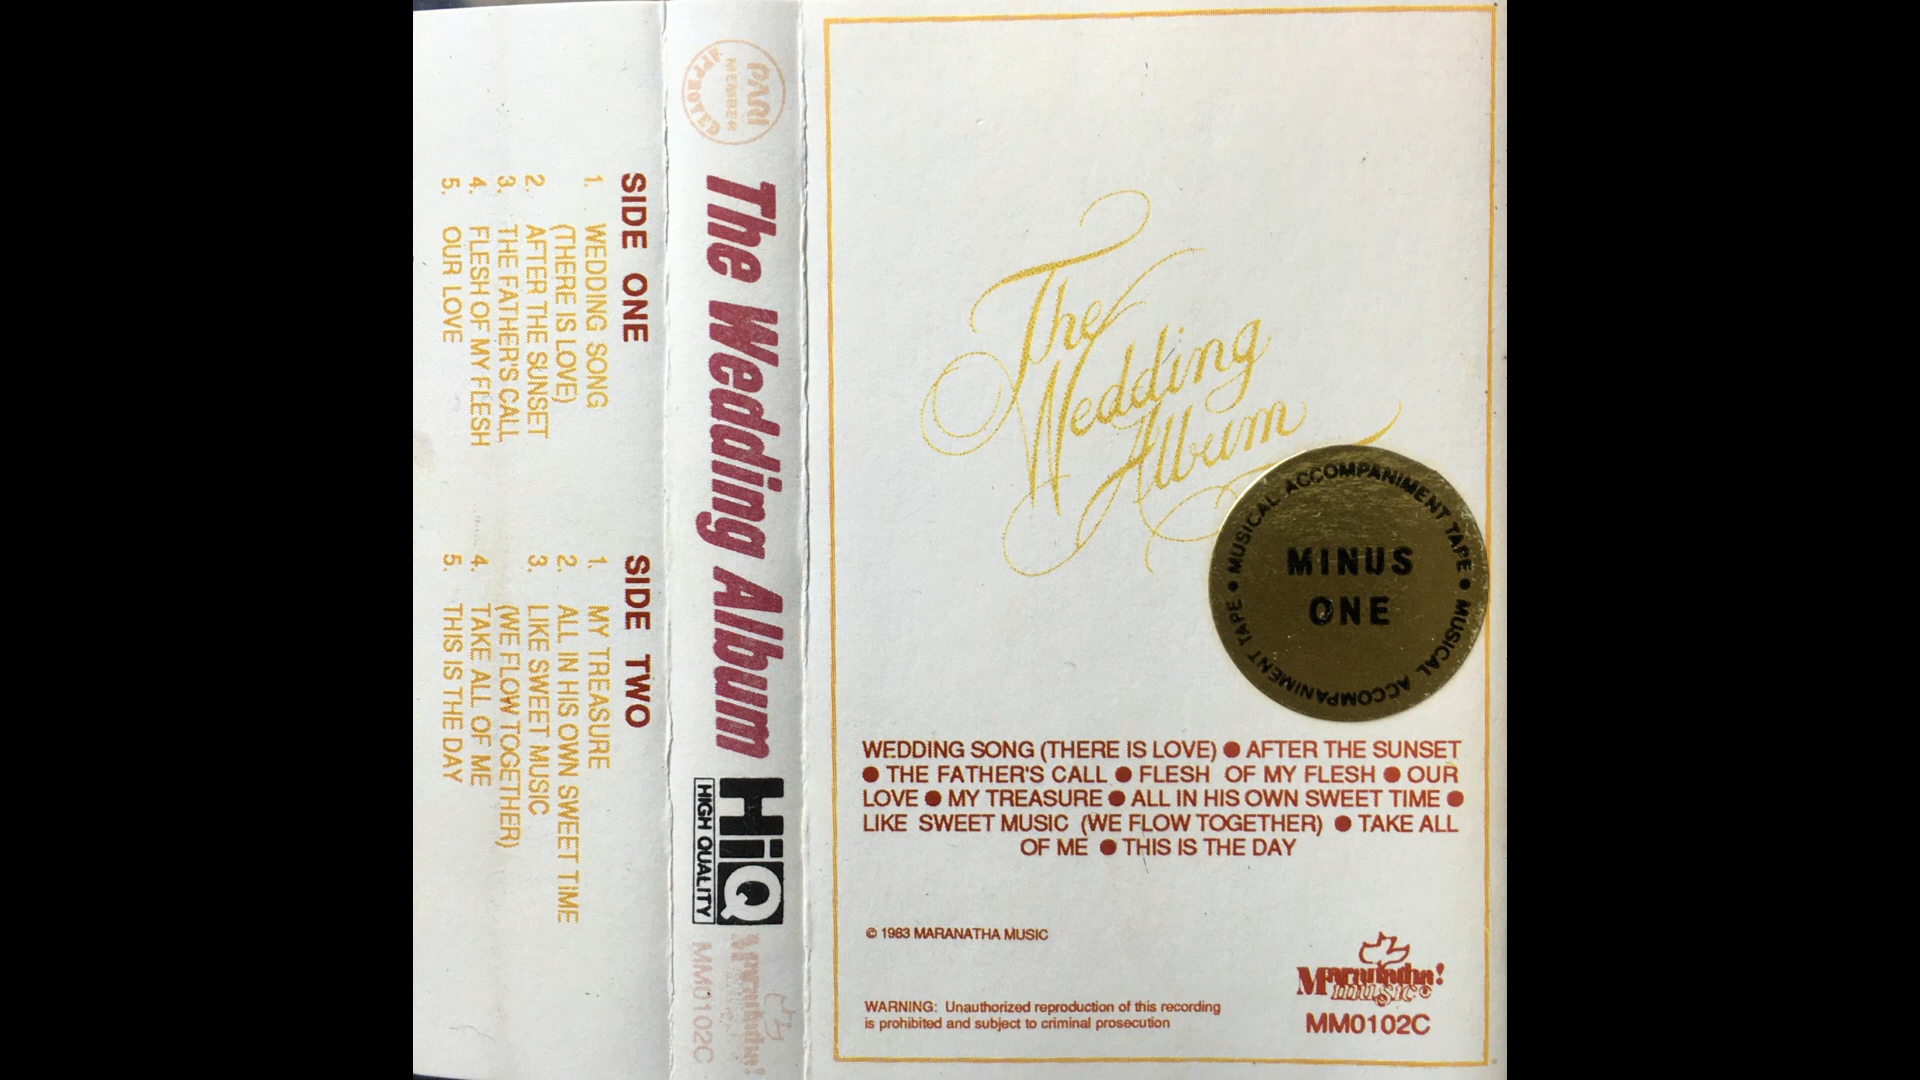 SIDE ONE
1. WEDDING SONG
(THERE IS LOVE)
2. AFTER THE SUNSET
3. THE FATHER'S CALL
4. FLESH OF MY FLESH
5. OUR LOVE
SIDE TWO
1. MY TREASURE
2. ALL IN HIS OWN SWEET TIME
3. LIKE SWEET MUSIC
(WE FLOW TOGETHER)
4. TAKE ALL OF ME
5. THIS IS THE DAY
PARI
MEMBER
APPROVED
The Wedding Album
HiQ
HIGH QUALITY
Maranatha!
MM0102C
The
Wedding
Album
MUSICAL ACCOMPANIMENT TAPE • MUSICAL ACCOMPANIMENT TAPE •
MINUS
ONE
WEDDING SONG (THERE IS LOVE) ● AFTER THE SUNSET
● THE FATHER'S CALL ● FLESH OF MY FLESH ● OUR
LOVE ● MY TREASURE ● ALL IN HIS OWN SWEET TIME ●
LIKE SWEET MUSIC (WE FLOW TOGETHER) ● TAKE ALL
OF ME ● THIS IS THE DAY
© 1983 MARANATHA MUSIC
Maranatha!
music
WARNING: Unauthorized reproduction of this recording
is prohibited and subject to criminal prosecution
MM0102C